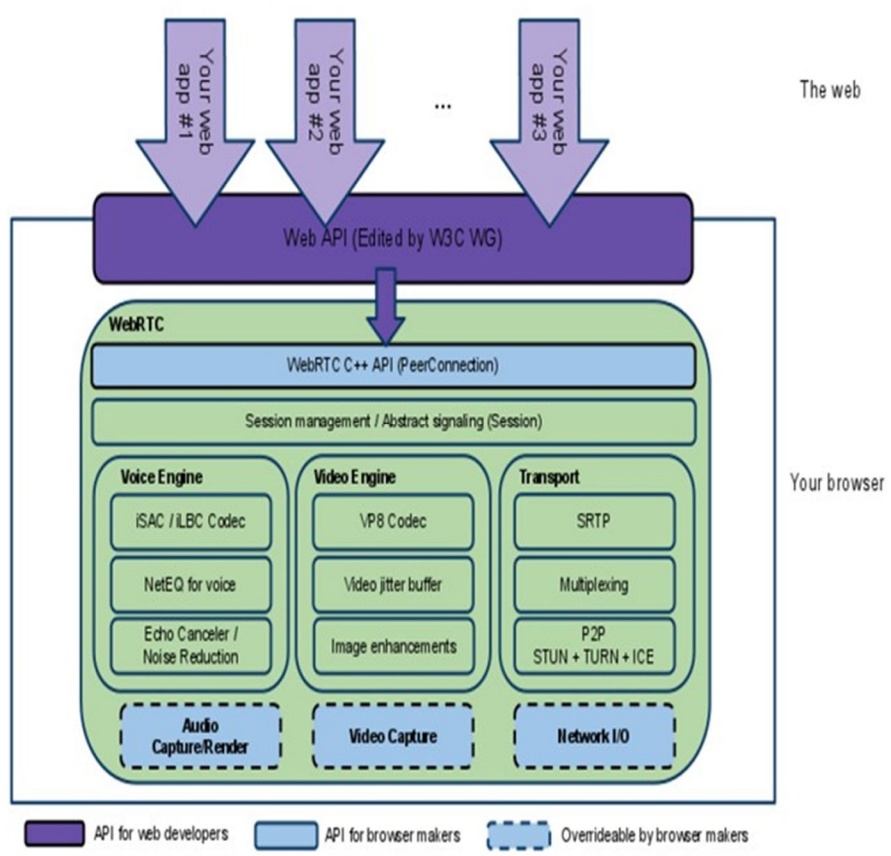 Your web
app #1
Your web
app #2
...
Your web
app #3
The web
Web API (Edited by W3C WG)
WebRTC
WebRTC C++ API (PeerConnection)
Session management / Abstract signaling (Session)
Voice Engine
iSAC / iLBC Codec
NetEQ for voice
Echo Canceler /
Noise Reduction
Video Engine
VP8 Codec
Video jitter buffer
Image enhancements
Transport
SRTP
Multiplexing
P2P
STUN + TURN + ICE
Your browser
Audio
Capture/Render
Video Capture
Network I/O
API for web developers
API for browser makers
Overrideable by browser makers